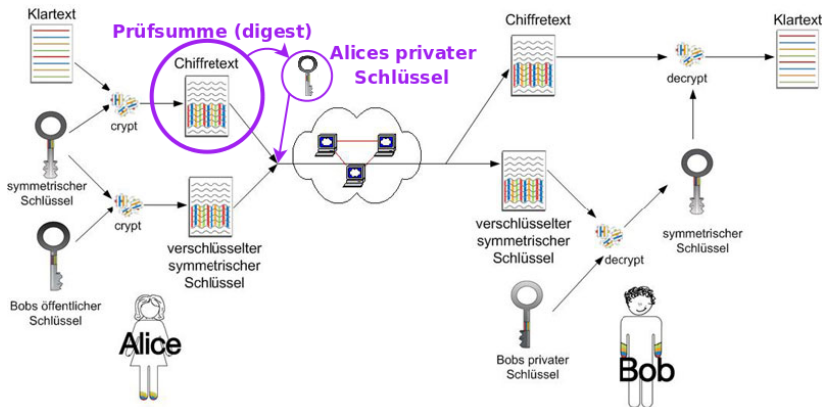 Klartext
Prüfsumme (digest)
Chiffretext
Alices privater
Schlüssel
crypt
symmetrischer
Schlüssel
crypt
verschlüsselter
symmetrischer
Schlüssel
Bobs öffentlicher
Schlüssel
Alice
Chiffretext
Klartext
decrypt
verschlüsselter
symmetrischer
Schlüssel
decrypt
symmetrischer
Schlüssel
Bobs privater
Schlüssel
Bob